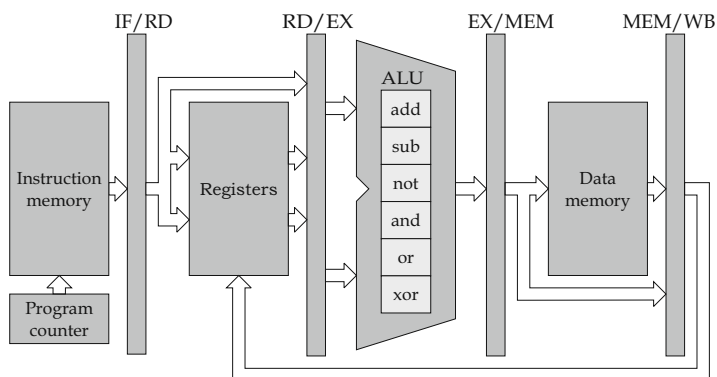 IF/RD
RD/EX
EX/MEM
MEM/WB
ALU
add
sub
not
and
or
xor
Instruction
memory
Registers
Data
memory
Program
counter